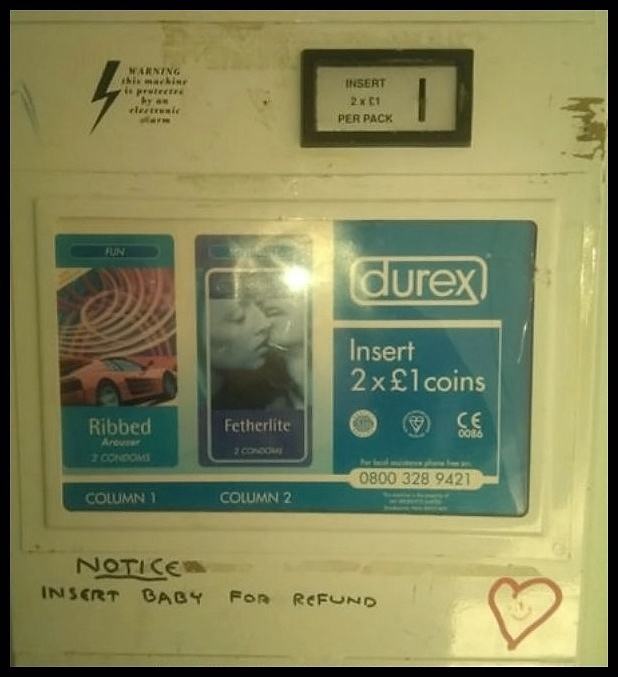 WARNING
this machine
is protected
by an
electronic
alarm
INSERT
2 x £1
PER PACK
FUN
durex
Insert
2 x £1 coins
Ribbed
Arouser
2 CONDOMS
Fetherlite
2 CONDOMS
CE
0086
For local assistance phone free on:
0800 328 9421
COLUMN 1
COLUMN 2
NOTICE
INSERT BABY FOR REFUND